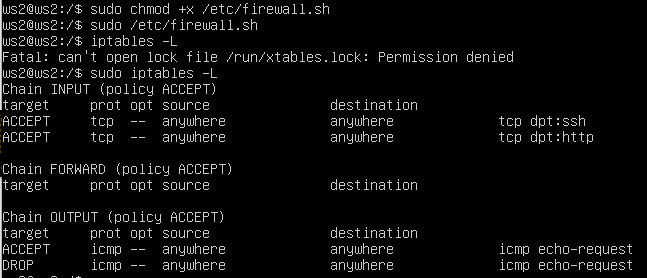 ws2@ws2:/$ sudo chmod +x /etc/firewall.sh
ws2@ws2:/$ sudo /etc/firewall.sh
ws2@ws2:/$ iptables -L
Fatal: can't open lock file /run/xtables.lock: Permission denied
ws2@ws2:/$ sudo iptables -L
Chain INPUT (policy ACCEPT)
target     prot opt source               destination
ACCEPT     tcp  --  anywhere             anywhere             tcp dpt:ssh
ACCEPT     tcp  --  anywhere             anywhere             tcp dpt:http

Chain FORWARD (policy ACCEPT)
target     prot opt source               destination

Chain OUTPUT (policy ACCEPT)
target     prot opt source               destination
ACCEPT     icmp --  anywhere             anywhere             icmp echo-request
DROP       icmp --  anywhere             anywhere             icmp echo-request